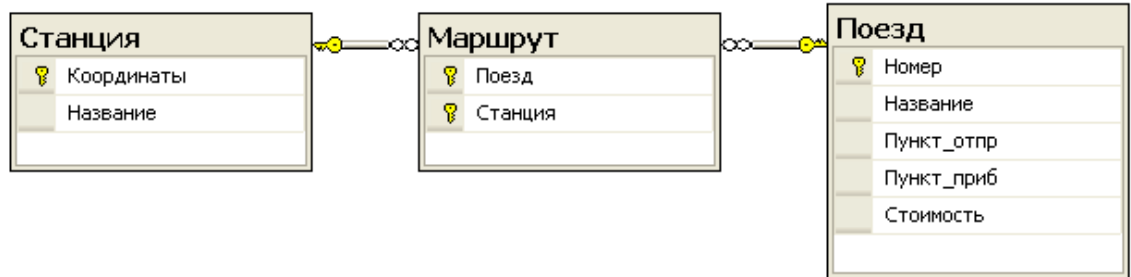 Станция
Координаты
Название
Маршрут
Поезд
Станция
Поезд
Номер
Название
Пункт_отпр
Пункт_приб
Стоимость